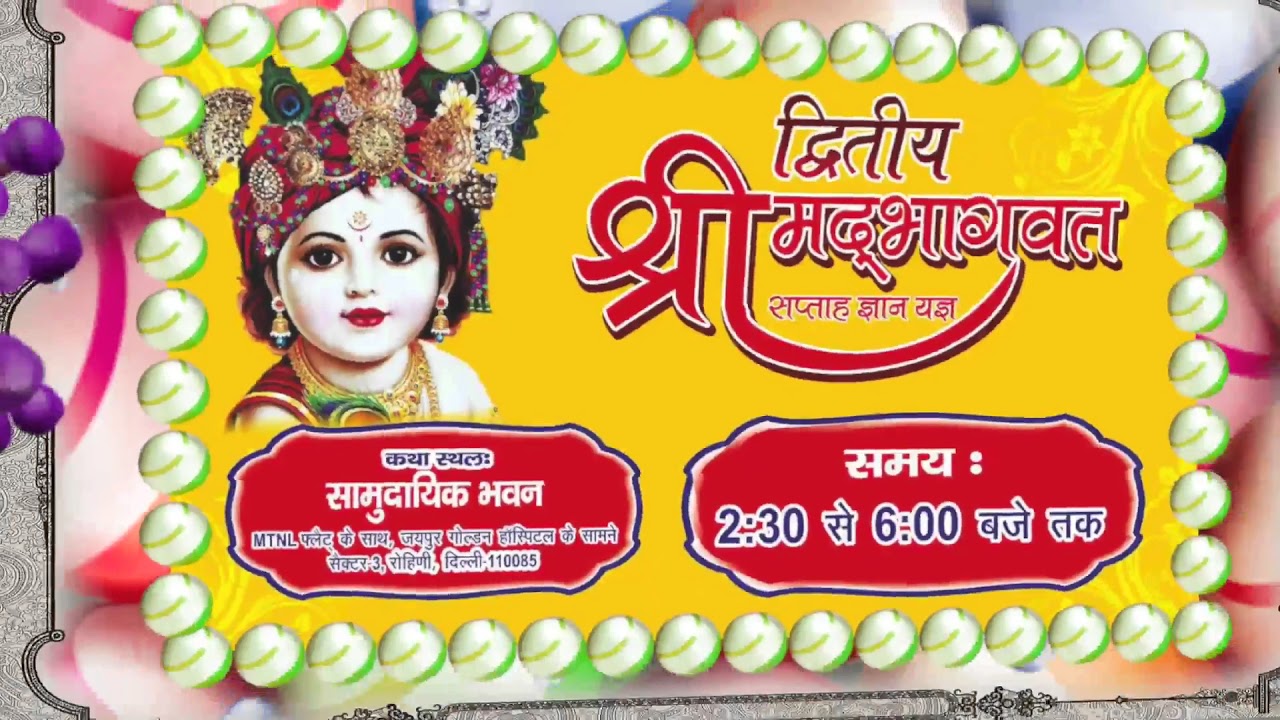 द्वितीय
श्रीमद्भागवत
सप्ताह ज्ञान यज्ञ
कथा स्थलः
सामुदायिक भवन
MTNL फ्लैट् के साथ, जयपुर गोल्डन हॉस्पिटल के सामने
सेक्टर-3, रोहिणी, दिल्ली-110085
समय :
2:30 से 6:00 बजे तक